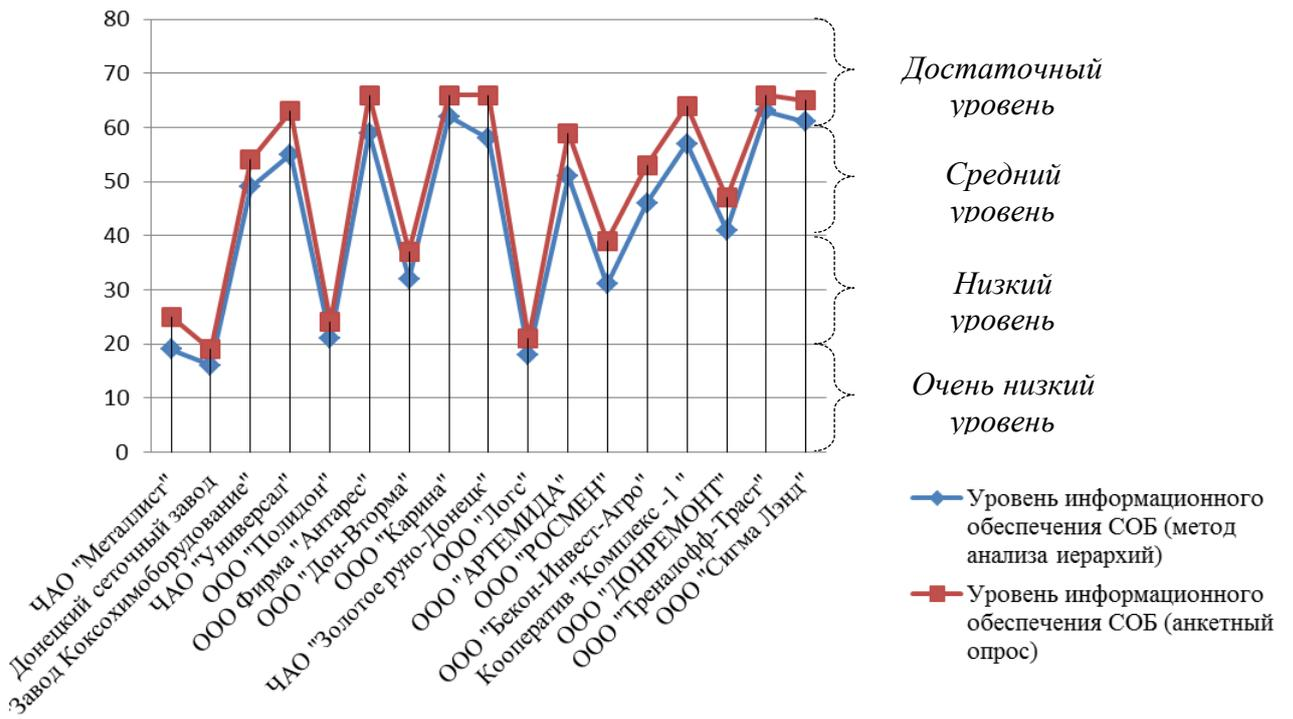 80
70
60
50
40
30
20
10
0
Достаточный
уровень
Средний
уровень
Низкий
уровень
Очень низкий
уровень
ЧАО "Металлист"
Донецкий сеточный завод
"Завод Коксохимоборудование"
ЧАО "Универсал"
ООО "Полидон"
ООО Фирма "Антарес"
ООО "Дон-Вторма"
ООО "Карина"
ЧАО "Золотое руно-Донецк"
ООО "Логс"
ООО "АРТЕМИДА"
ООО "РОСМЕН"
ООО "Бекон-Инвест-Агро"
Кооператив "Комплекс -1 "
ООО "ДОНРЕМОНТ"
ООО "Треналофф-Траст"
ООО "Сигма Лэнд"
Уровень информационного
обеспечения СОБ (метод
анализа иерархий)
Уровень информационного
обеспечения СОБ (анкетный
опрос)